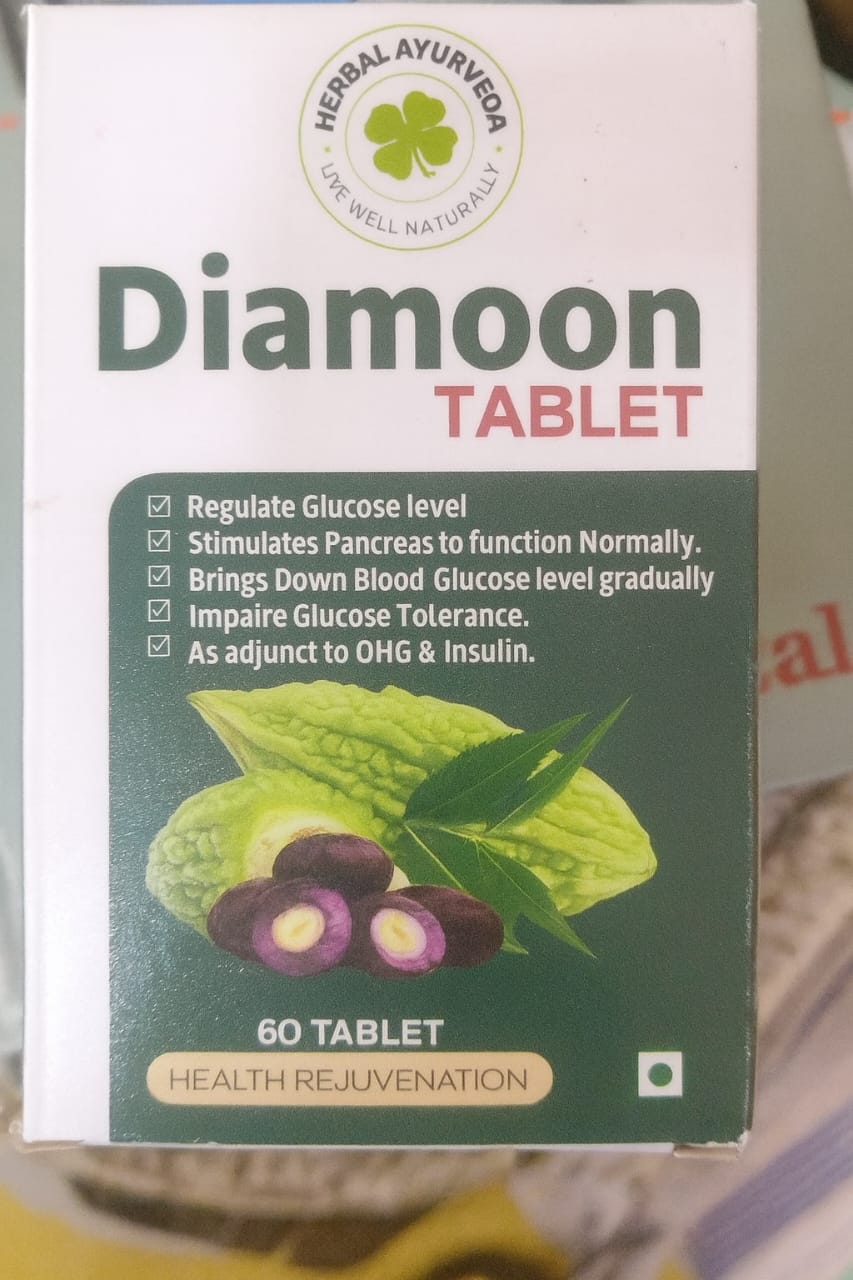 HERBAL AYURVEDA
LIVE WELL NATURALLY
Diamoon
TABLET
Regulate Glucose level
Stimulates Pancreas to function Normally.
Brings Down Blood Glucose level gradually
Impaire Glucose Tolerance.
As adjunct to OHG & Insulin.
60 TABLET
HEALTH REJUVENATION